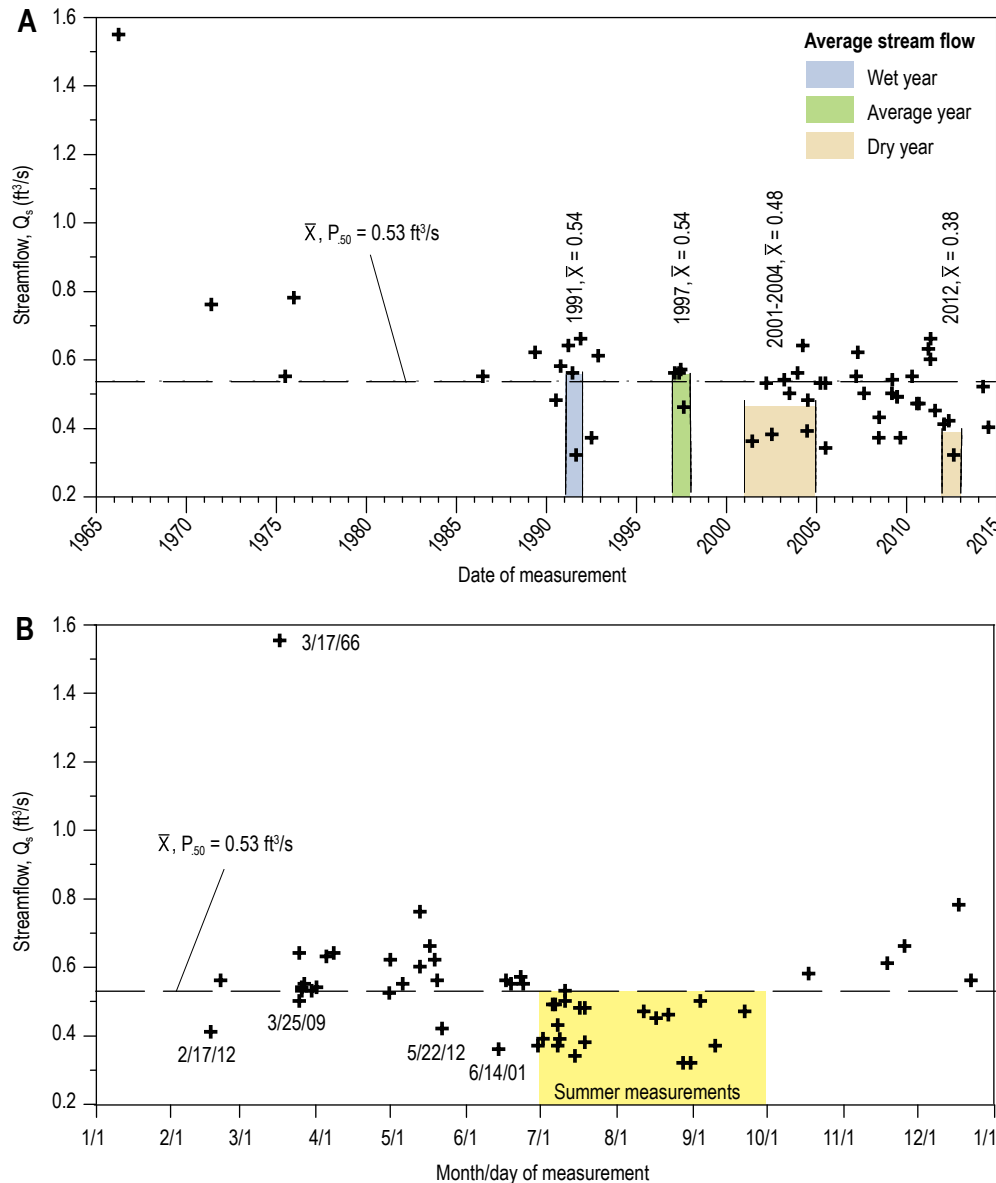 A
1.6
1.4
1.2
1.0
0.8
0.6
0.4
0.2
Streamflow, Qₛ (ft³/s)
Average stream flow
Wet year
Average year
Dry year
X̅, P.₅₀ = 0.53 ft³/s
1991, X̅ = 0.54
1997, X̅ = 0.54
2001-2004, X̅ = 0.48
2012, X̅ = 0.38
1965
1970
1975
1980
1985
1990
1995
2000
2005
2010
2015
Date of measurement
B
1.6
1.4
1.2
1.0
0.8
0.6
0.4
0.2
Streamflow, Qₛ (ft³/s)
3/17/66
X̅, P.₅₀ = 0.53 ft³/s
3/25/09
2/17/12
5/22/12
6/14/01
Summer measurements
1/1
2/1
3/1
4/1
5/1
6/1
7/1
8/1
9/1
10/1
11/1
12/1
1/1
Month/day of measurement